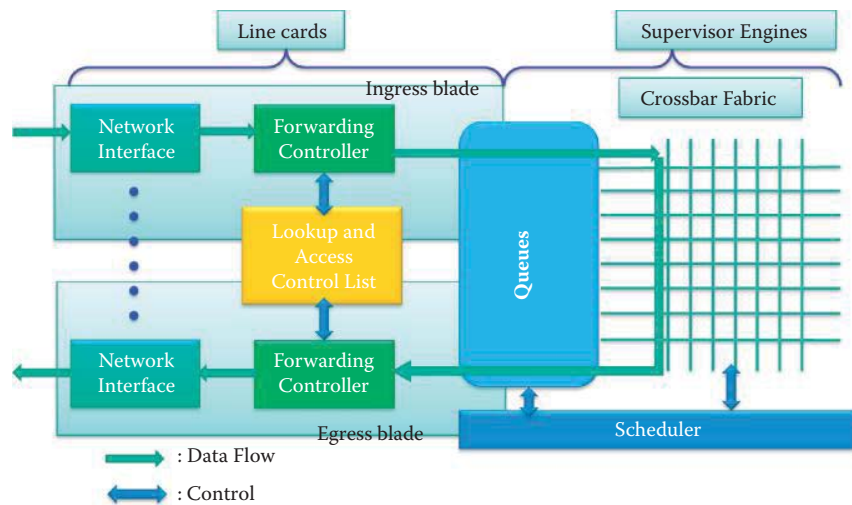 Line cards
Supervisor Engines
Ingress blade
Crossbar Fabric
Network
Interface
Forwarding
Controller
Lookup and
Access
Control List
Queues
Network
Interface
Forwarding
Controller
Egress blade
Scheduler
: Data Flow
: Control